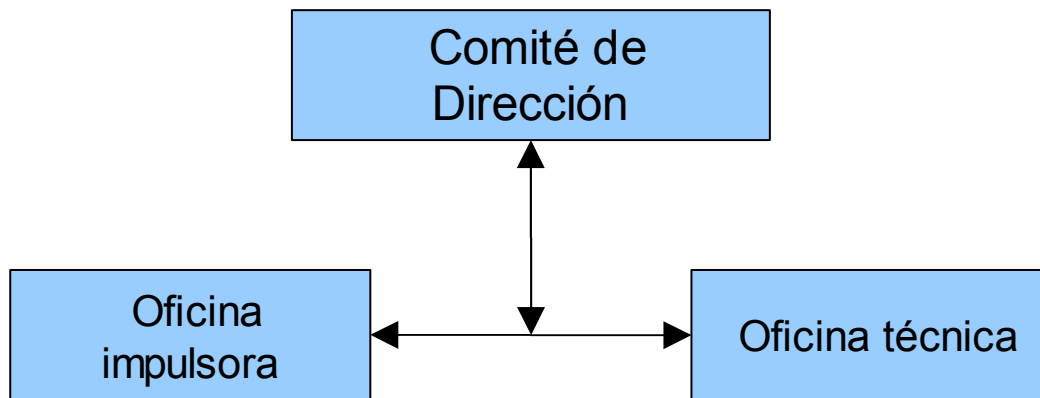 Comité de
Dirección
Oficina
impulsora
Oficina técnica